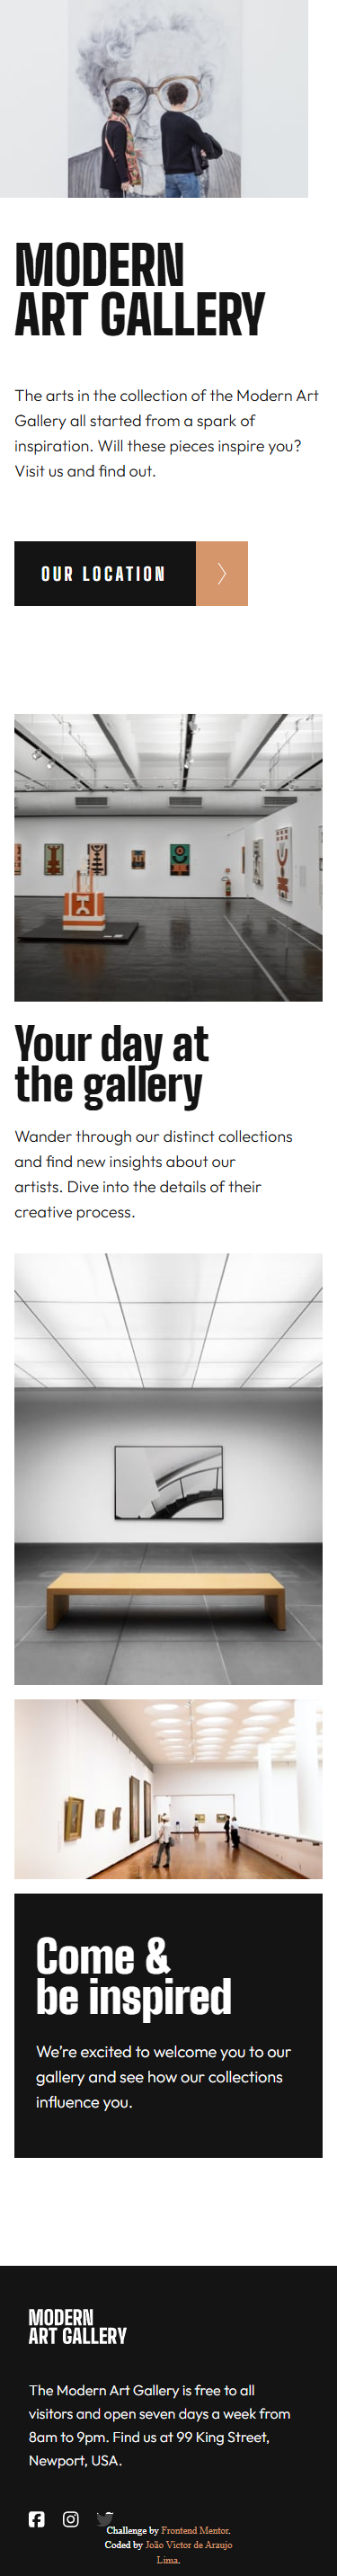 MODERN
ART GALLERY
The arts in the collection of the Modern Art
Gallery all started from a spark of
inspiration. Will these pieces inspire you?
Visit us and find out.
OUR LOCATION
Your day at
the gallery
Wander through our distinct collections
and find new insights about our
artists. Dive into the details of their
creative process.
Come &
be inspired
We’re excited to welcome you to our
gallery and see how our collections
influence you.
MODERN
ART GALLERY
The Modern Art Gallery is free to all
visitors and open seven days a week from
8am to 9pm. Find us at 99 King Street,
Newport, USA.
Challenge by Frontend Mentor.
Coded by João Victor de Araujo
Lima.